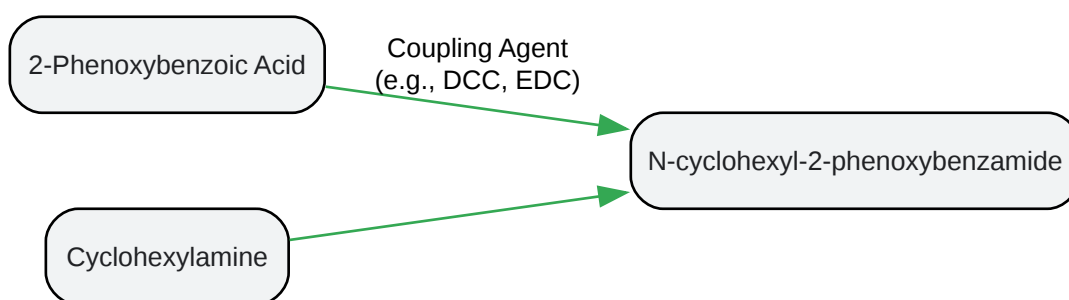 2-Phenoxybenzoic Acid
Coupling Agent
(e.g., DCC, EDC)
N-cyclohexyl-2-phenoxybenzamide
Cyclohexylamine